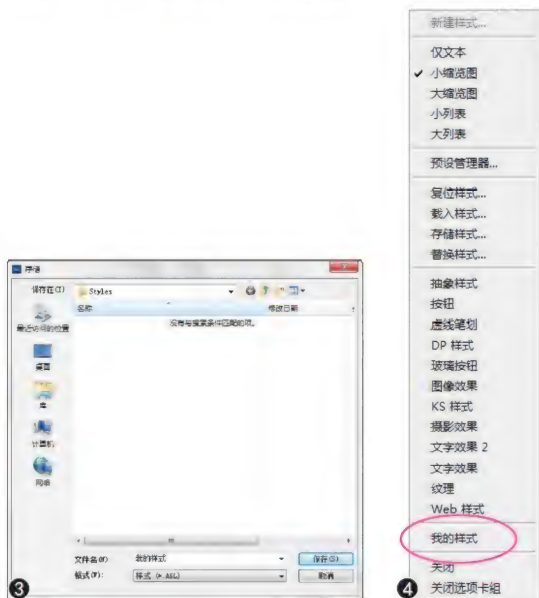 存储
保存在(I):
Styles
名称
修改日期
没有与搜索条件匹配的项。
最近访问的位置
桌面
库
计算机
网络
文件名(N):
我的样式
保存(S)
格式(F):
样式 (*.ASL)
取消
3
新建样式...
仅文本
✓ 小缩览图
大缩览图
小列表
大列表
预设管理器...
复位样式...
载入样式...
存储样式...
替换样式...
抽象样式
按钮
虚线笔划
DP 样式
玻璃按钮
图像效果
KS 样式
摄影效果
文字效果 2
文字效果
纹理
Web 样式
我的样式
关闭
关闭选项卡组
4